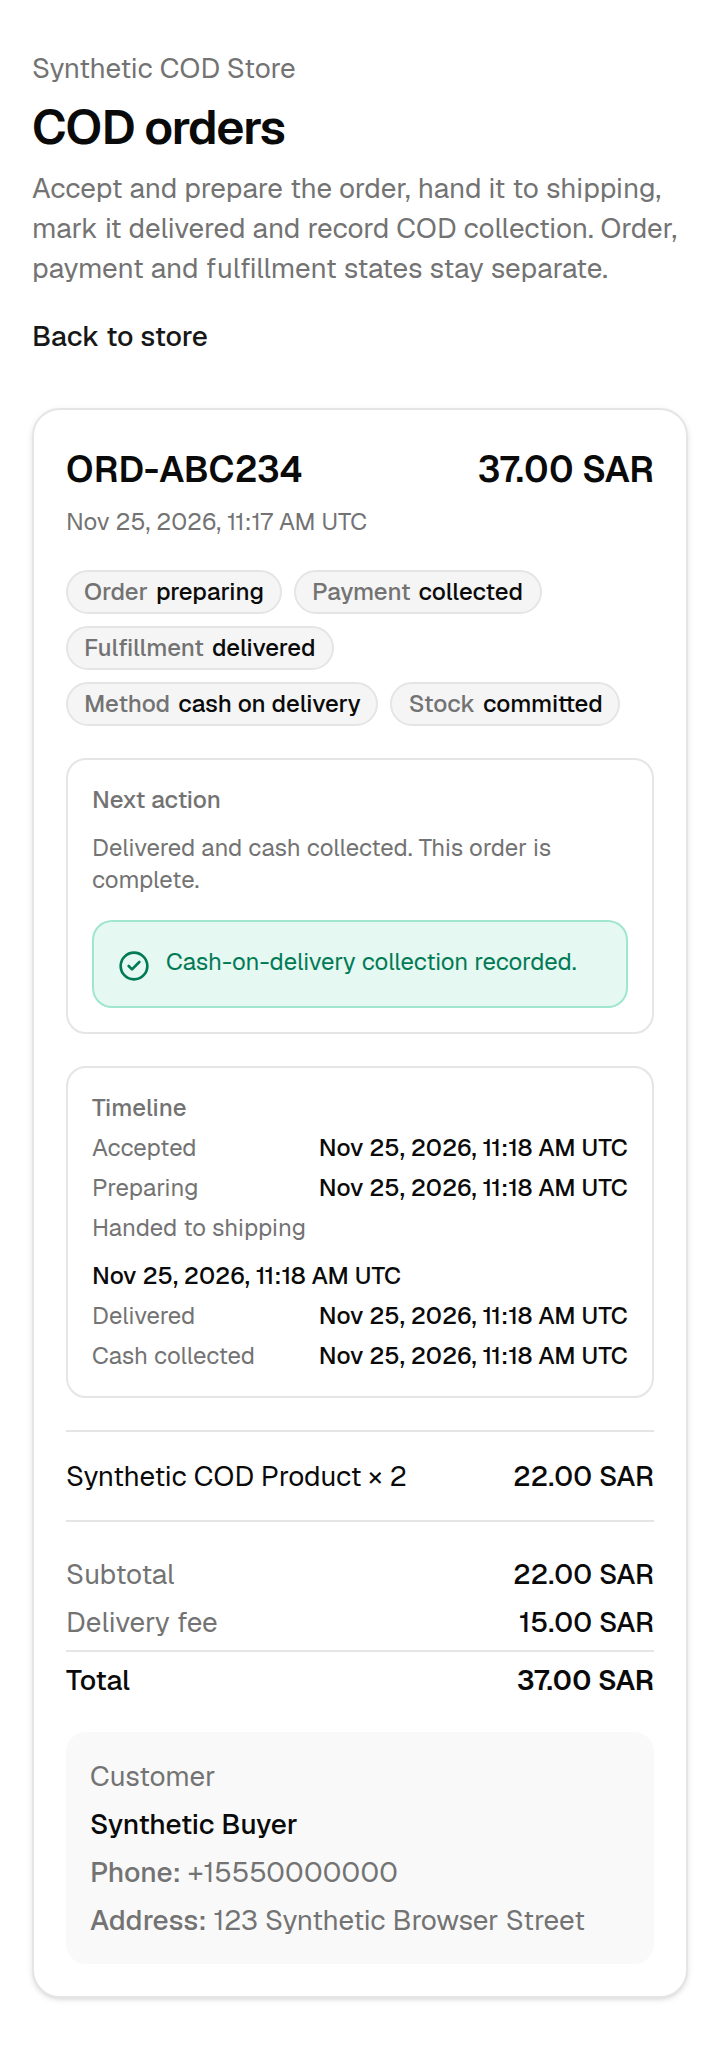 Synthetic COD Store
COD orders
Accept and prepare the order, hand it to shipping,
mark it delivered and record COD collection. Order,
payment and fulfillment states stay separate.
Back to store
ORD-ABC234 37.00 SAR
Nov 25, 2026, 11:17 AM UTC
Order preparing Payment collected
Fulfillment delivered
Method cash on delivery Stock committed
Next action
Delivered and cash collected. This order is
complete.
Cash-on-delivery collection recorded.
Timeline
Accepted Nov 25, 2026, 11:18 AM UTC
Preparing Nov 25, 2026, 11:18 AM UTC
Handed to shipping
Nov 25, 2026, 11:18 AM UTC
Delivered Nov 25, 2026, 11:18 AM UTC
Cash collected Nov 25, 2026, 11:18 AM UTC
Synthetic COD Product × 2 22.00 SAR
Subtotal 22.00 SAR
Delivery fee 15.00 SAR
Total 37.00 SAR
Customer
Synthetic Buyer
Phone: +15550000000
Address: 123 Synthetic Browser Street